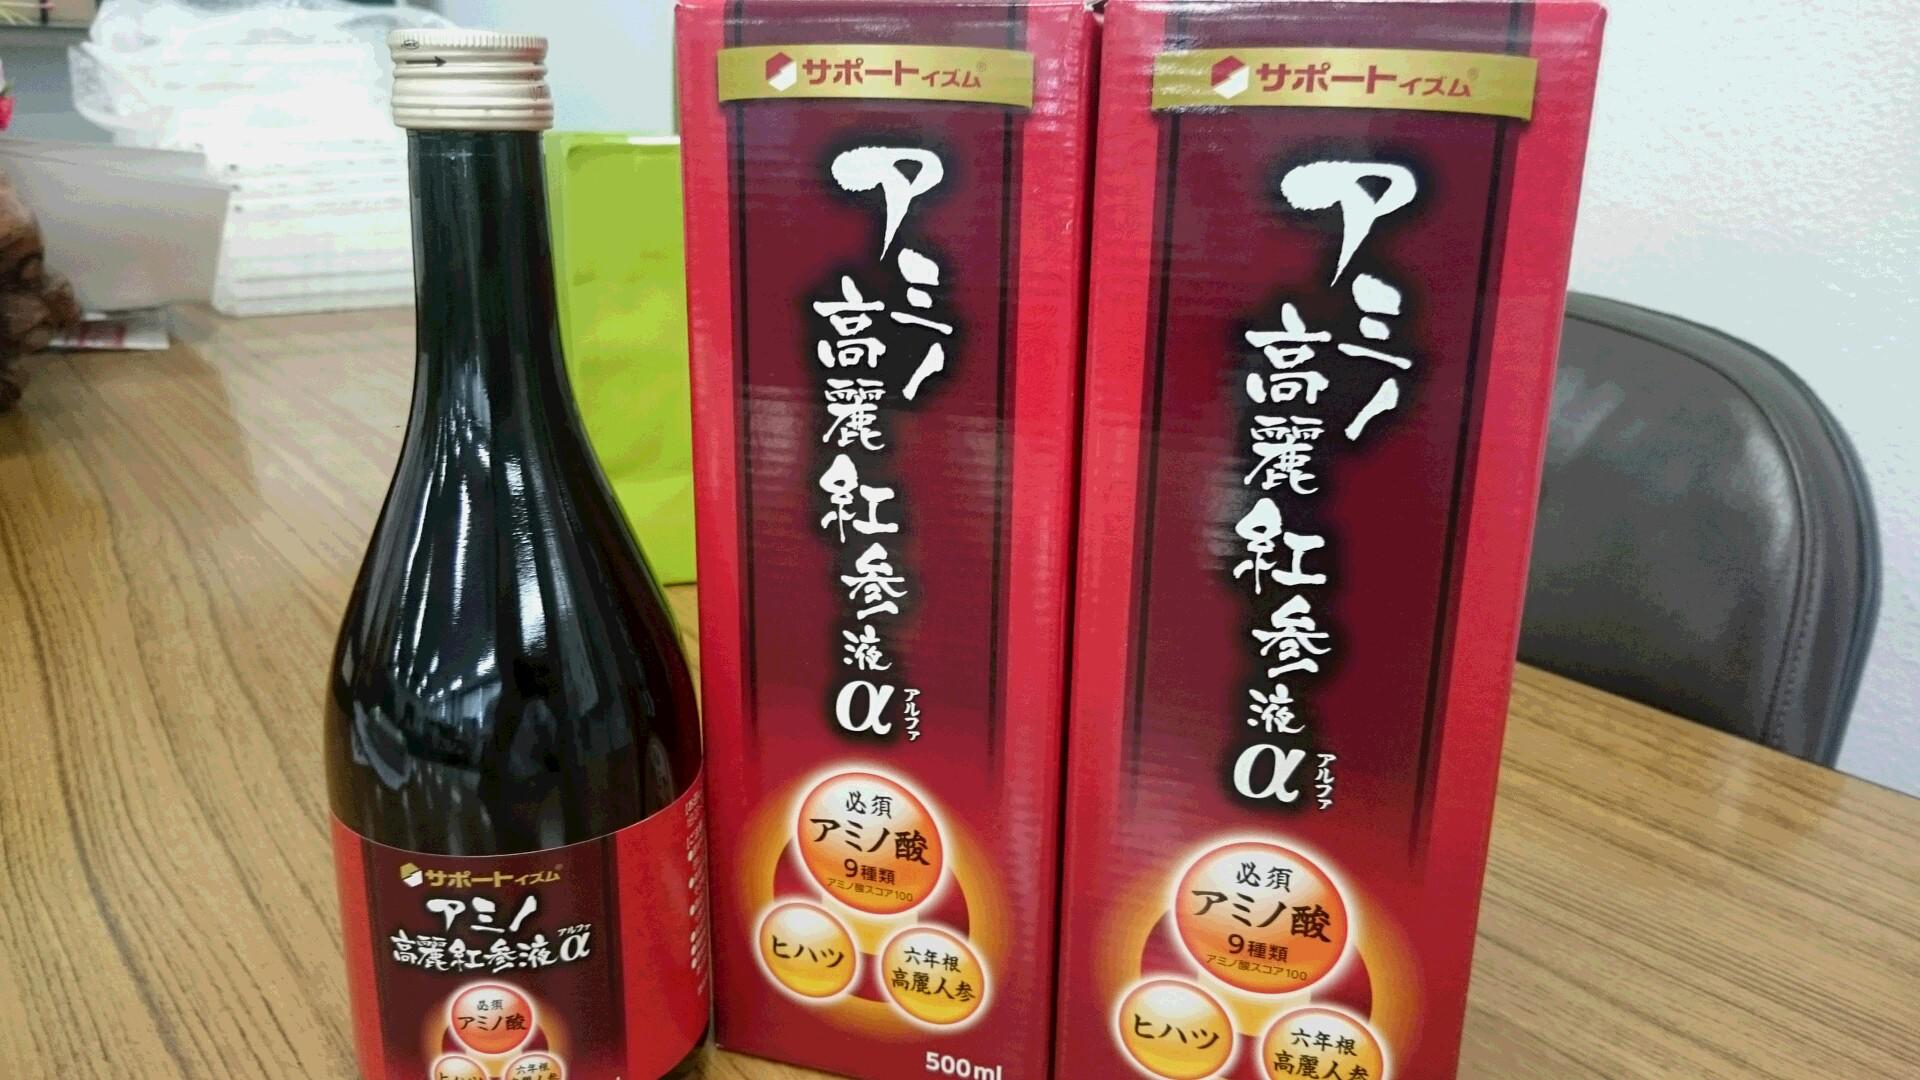 サポートイズム®
アミノ
高麗紅参液α
アルファ
必須
アミノ酸
9種類
アミノ酸スコア100
ヒハツ
六年根
高麗人参
500ml
サポートイズム®
アミノ
高麗紅参液α
アルファ
必須
アミノ酸
9種類
アミノ酸スコア100
ヒハツ
六年根
高麗人参
サポートイズム®
アミノ
高麗紅参液α
アルファ
必須
アミノ酸
六年根